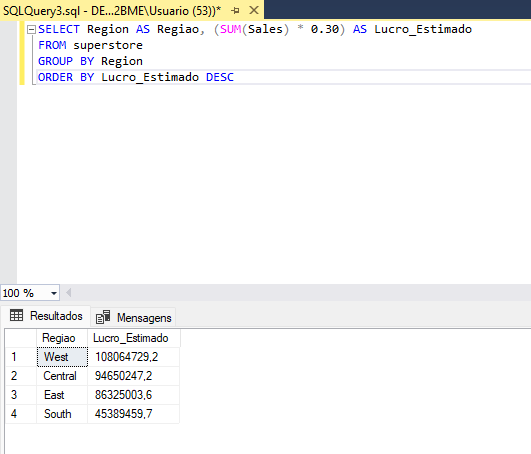 SQLQuery3.sql - DE...2BME\Usuario (53))*
SELECT Region AS Regiao, (SUM(Sales) * 0.30) AS Lucro_Estimado
FROM superstore
GROUP BY Region
ORDER BY Lucro_Estimado DESC
100 %
Resultados Mensagens
Regiao Lucro_Estimado
1 West 108064729,2
2 Central 94650247,2
3 East 86325003,6
4 South 45389459,7